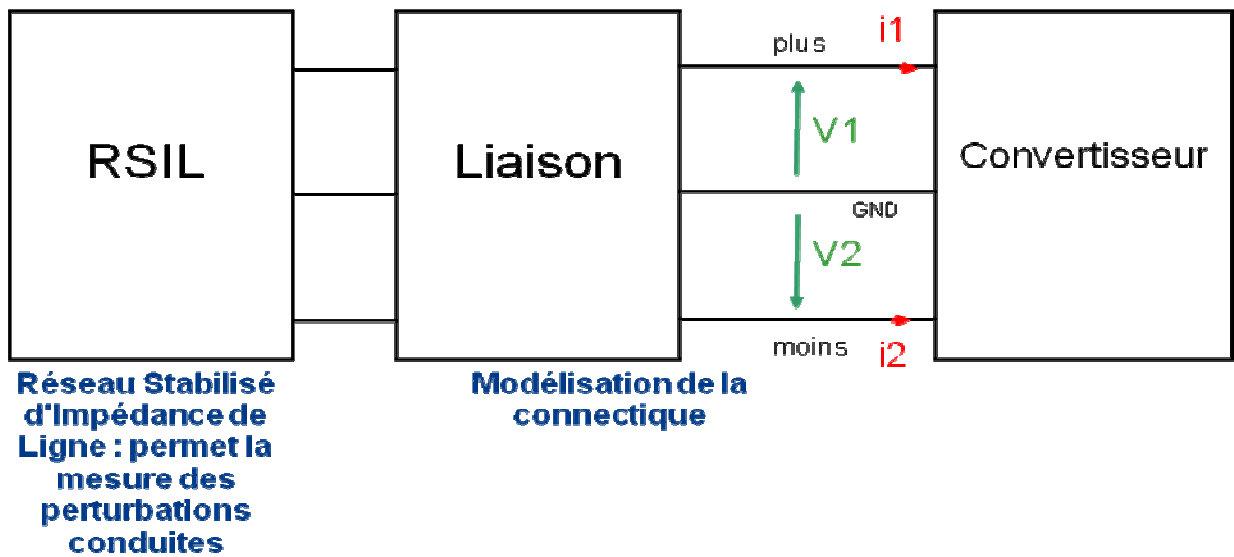 RSIL
Liaison
Convertisseur
plus
i1
V1
GND
V2
moins
i2
Réseau Stabilisé
d'Impédance de
Ligne : permet la
mesure des
perturbations
conduites
Modélisation de la
connectique